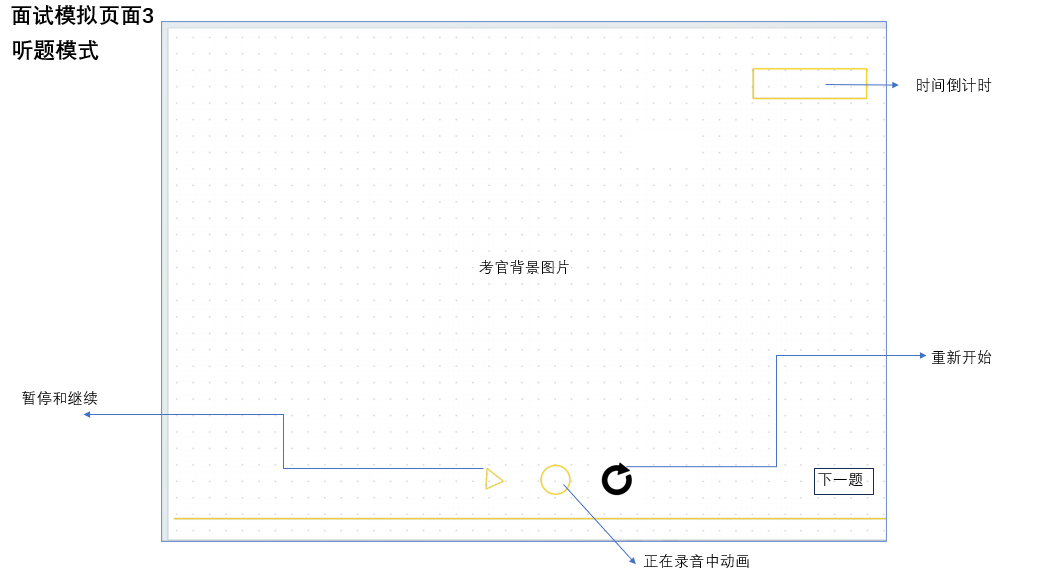 面试模拟页面3
听题模式
时间倒计时
考官背景图片
重新开始
暂停和继续
下一题
正在录音中动画